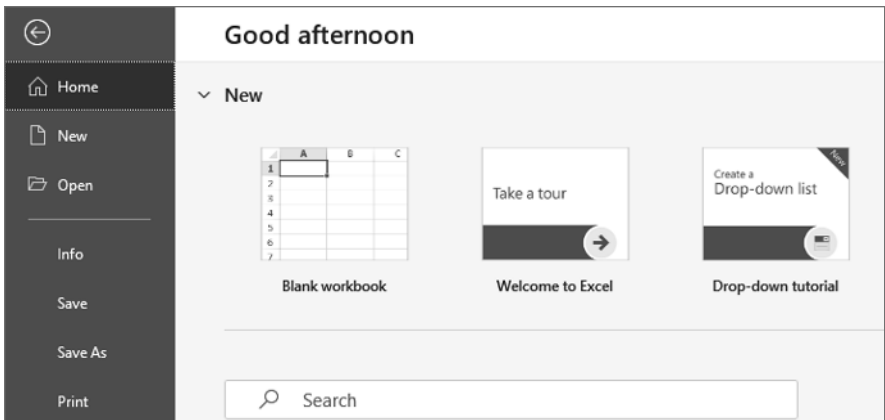 Good afternoon
Home
New
Open
Info
Save
Save As
Print
New
A B C
1
2
3
4
5
6
7
Blank workbook
Take a tour
Welcome to Excel
New
Create a
Drop-down list
Drop-down tutorial
Search